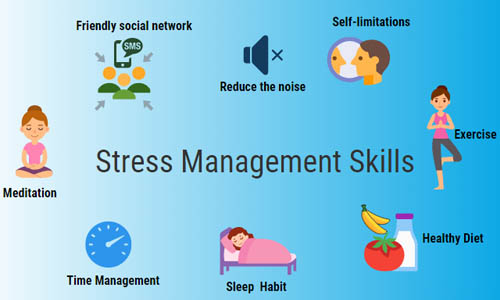 Friendly social network
SMS
Self-limitations
Reduce the noise
Exercise
Stress Management Skills
Meditation
Healthy Diet
Time Management
Sleep Habit